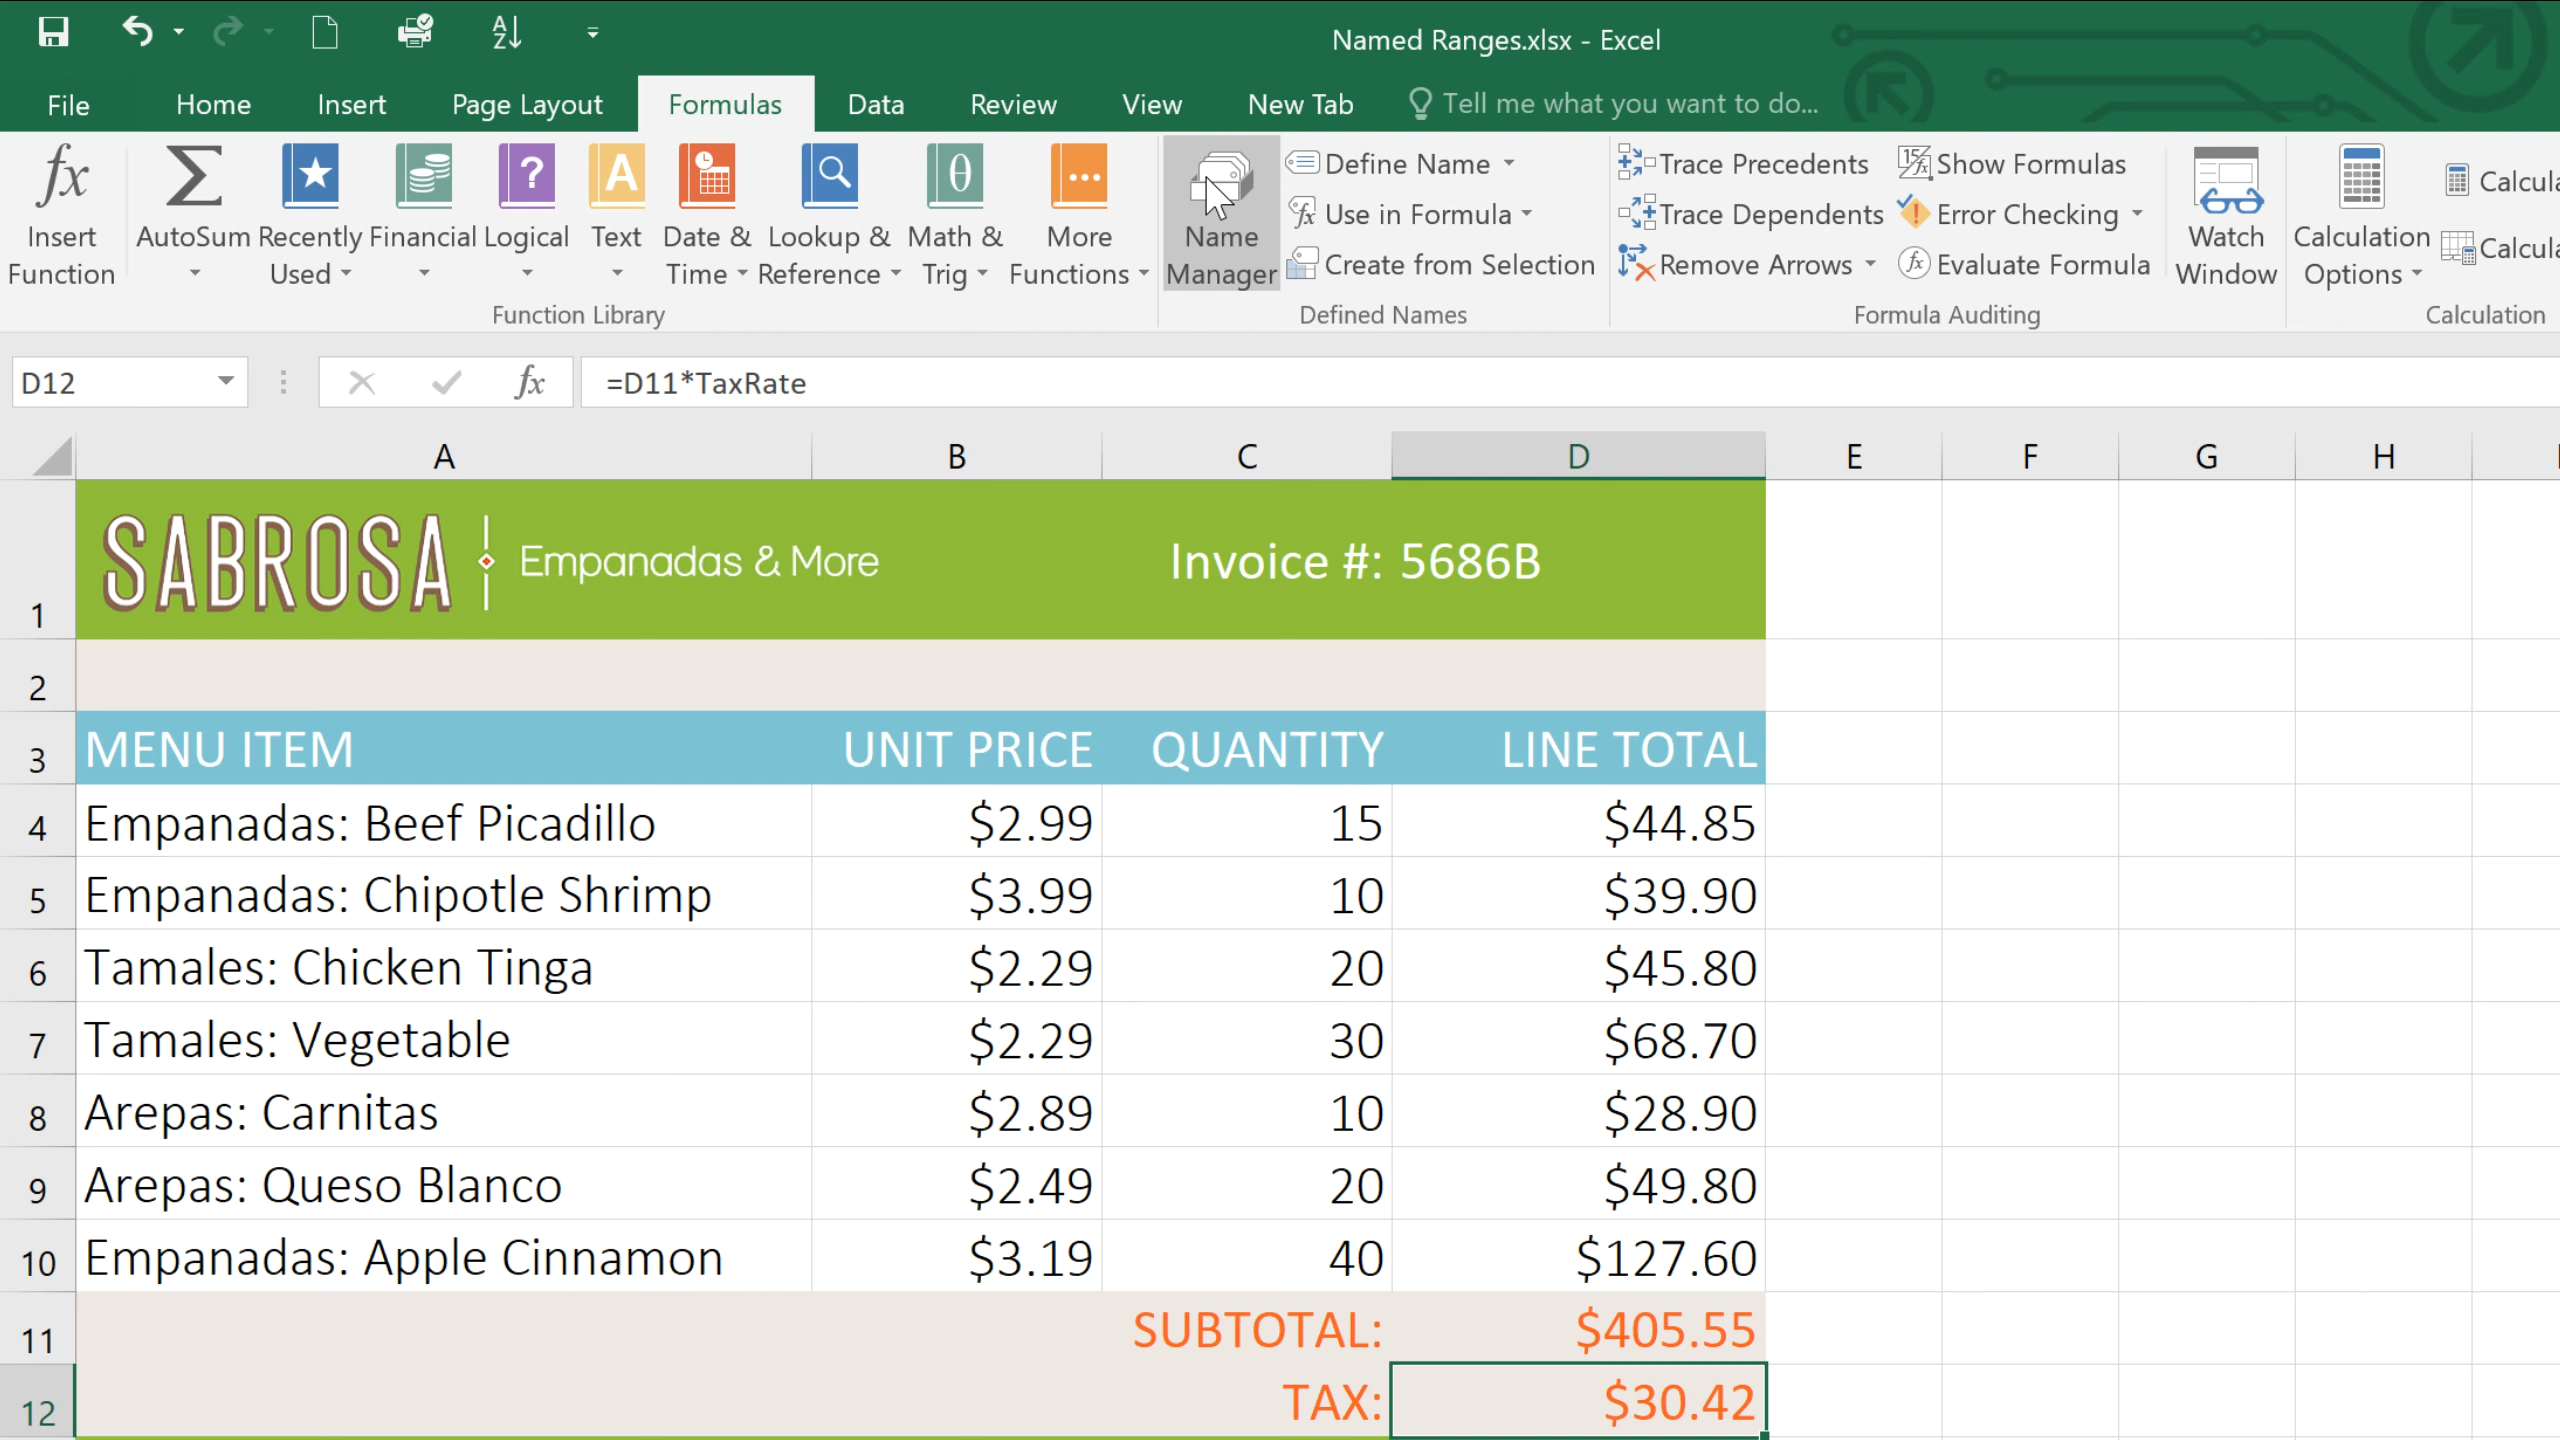 Named Ranges.xlsx - Excel
File Home Insert Page Layout Formulas Data Review View New Tab Tell me what you want to do...
Insert Function
AutoSum
Recently Used
Financial
Logical
Text
Date & Time
Lookup & Reference
Math & Trig
More Functions
Name Manager
Define Name
Use in Formula
Create from Selection
Trace Precedents
Trace Dependents
Remove Arrows
Show Formulas
Error Checking
Evaluate Formula
Watch Window
Calculation Options
Function Library Defined Names Formula Auditing Calculation
D12 fx =D11*TaxRate
A B C D E F G H
1 SABROSA Empanadas & More Invoice #: 5686B
2
3 MENU ITEM UNIT PRICE QUANTITY LINE TOTAL
4 Empanadas: Beef Picadillo $2.99 15 $44.85
5 Empanadas: Chipotle Shrimp $3.99 10 $39.90
6 Tamales: Chicken Tinga $2.29 20 $45.80
7 Tamales: Vegetable $2.29 30 $68.70
8 Arepas: Carnitas $2.89 10 $28.90
9 Arepas: Queso Blanco $2.49 20 $49.80
10 Empanadas: Apple Cinnamon $3.19 40 $127.60
11 SUBTOTAL: $405.55
12 TAX: $30.42